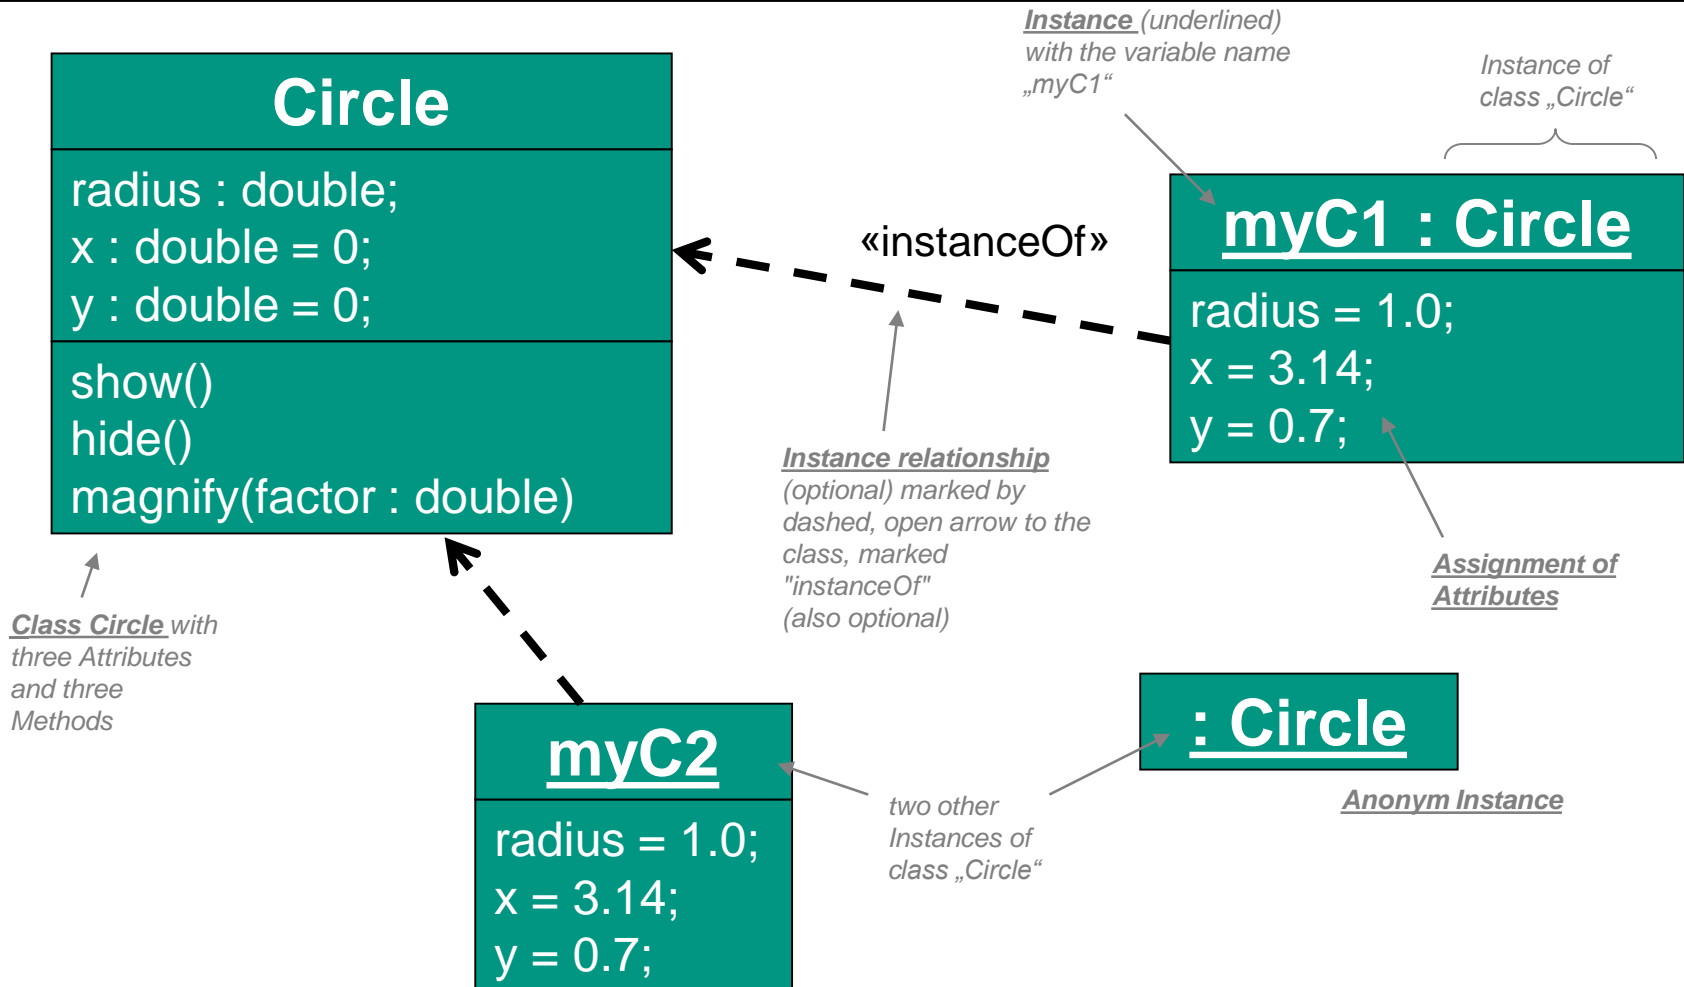 Circle
radius : double;
x : double = 0;
y : double = 0;
show()
hide()
magnify(factor : double)
Class Circle with
three Attributes
and three
Methods
«instanceOf»
Instance relationship
(optional) marked by
dashed, open arrow to the
class, marked
"instanceOf"
(also optional)
Instance (underlined)
with the variable name
„myC1“
Instance of
class „Circle“
myC1 : Circle
radius = 1.0;
x = 3.14;
y = 0.7;
Assignment of
Attributes
myC2
radius = 1.0;
x = 3.14;
y = 0.7;
two other
Instances of
class „Circle“
: Circle
Anonym Instance